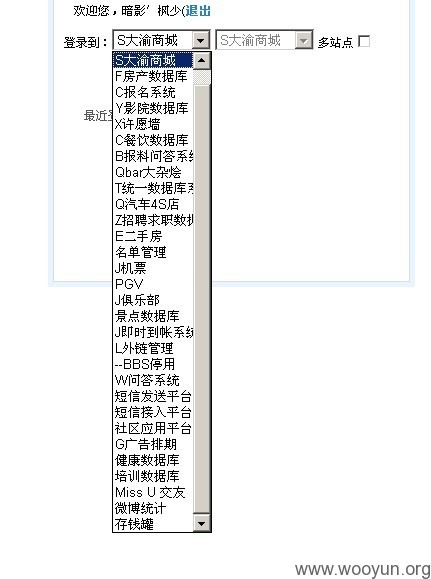 欢迎您，暗影′枫少(退出
登录到：S大渝商城 S大渝商城 多站点
S大渝商城
F房产数据库
C报名系统
Y影院数据库
X许愿墙
C餐饮数据库
最近
B报料问答系统
Qbar大杂烩
T统一数据库系
Q汽车4S店
Z招聘求职数据
E二手房
名单管理
J机票
PGV
J俱乐部
景点数据库
J即时到帐系统
L外链管理
--BBS停用
W问答系统
短信发送平台
短信接入平台
社区应用平台
G广告排期
健康数据库
培训数据库
Miss U 交友
微博统计
存钱罐
www.wooyun.org